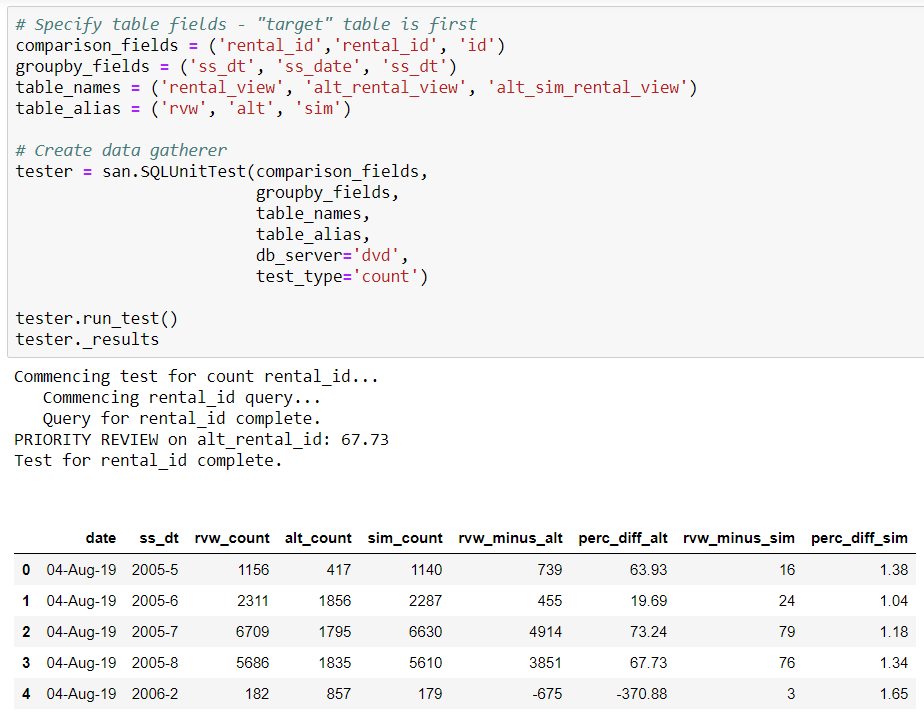 # Specify table fields - "target" table is first
comparison_fields = ('rental_id','rental_id', 'id')
groupby_fields = ('ss_dt', 'ss_date', 'ss_dt')
table_names = ('rental_view', 'alt_rental_view', 'alt_sim_rental_view')
table_alias = ('rvw', 'alt', 'sim')
# Create data gatherer
tester = san.SQLUnitTest(comparison_fields,
groupby_fields,
table_names,
table_alias,
db_server='dvd',
test_type='count')
tester.run_test()
tester._results
Commencing test for count rental_id...
Commencing rental_id query...
Query for rental_id complete.
PRIORITY REVIEW on alt_rental_id: 67.73
Test for rental_id complete.
date ss_dt rvw_count alt_count sim_count rvw_minus_alt perc_diff_alt rvw_minus_sim perc_diff_sim
0 04-Aug-19 2005-5 1156 417 1140 739 63.93 16 1.38
1 04-Aug-19 2005-6 2311 1856 2287 455 19.69 24 1.04
2 04-Aug-19 2005-7 6709 1795 6630 4914 73.24 79 1.18
3 04-Aug-19 2005-8 5686 1835 5610 3851 67.73 76 1.34
4 04-Aug-19 2006-2 182 857 179 -675 -370.88 3 1.65